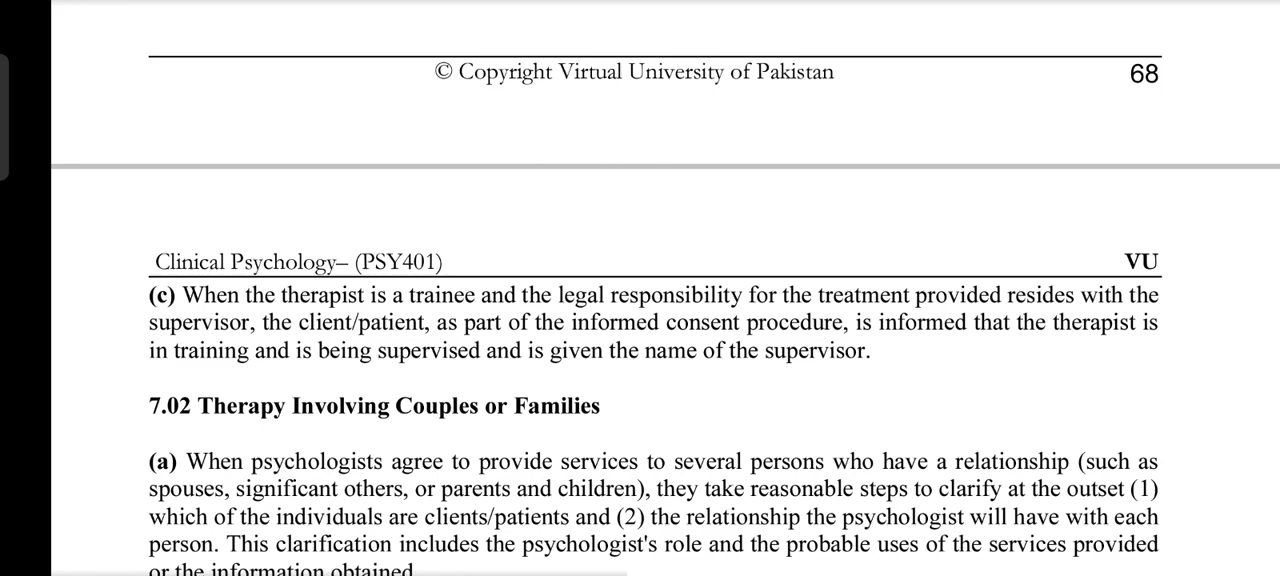 © Copyright Virtual University of Pakistan 68
Clinical Psychology– (PSY401) VU
(c) When the therapist is a trainee and the legal responsibility for the treatment provided resides with the
supervisor, the client/patient, as part of the informed consent procedure, is informed that the therapist is
in training and is being supervised and is given the name of the supervisor.
7.02 Therapy Involving Couples or Families
(a) When psychologists agree to provide services to several persons who have a relationship (such as
spouses, significant others, or parents and children), they take reasonable steps to clarify at the outset (1)
which of the individuals are clients/patients and (2) the relationship the psychologist will have with each
person. This clarification includes the psychologist's role and the probable uses of the services provided
or the information obtained